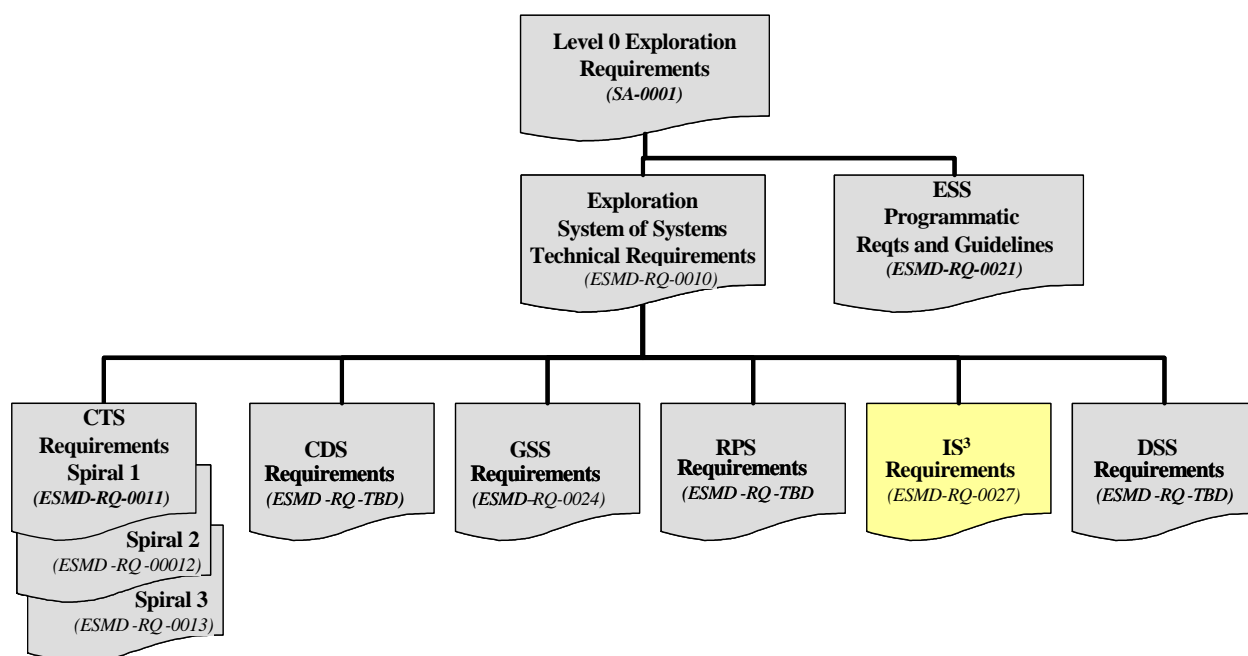 Level 0 Exploration
Requirements
(SA-0001)
Exploration
System of Systems
Technical Requirements
(ESMD-RQ-0010)
ESS
Programmatic
Reqts and Guidelines
(ESMD-RQ-0021)
CTS
Requirements
Spiral 1
(ESMD-RQ-0011)
Spiral 2
(ESMD -RQ -00012)
Spiral 3
(ESMD -RQ -0013)
CDS
Requirements
(ESMD -RQ -TBD)
GSS
Requirements
(ESMD-RQ-0024)
RPS
Requirements
(ESMD -RQ -TBD
IS³
Requirements
(ESMD-RQ-0027)
DSS
Requirements
(ESMD -RQ -TBD)